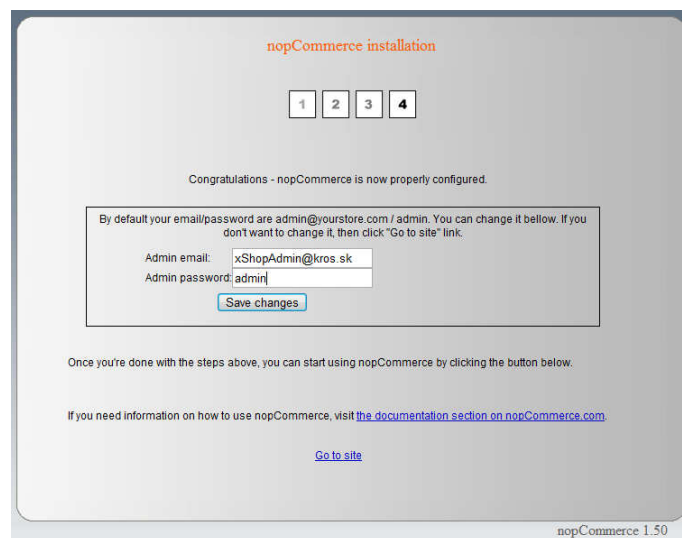 nopCommerce installation
1 2 3 4
Congratulations - nopCommerce is now properly configured.
By default your email/password are admin@yourstore.com / admin. You can change it bellow. If you
don't want to change it, then click "Go to site" link.
Admin email: xShopAdmin@kros.sk
Admin password: admin
Save changes
Once you're done with the steps above, you can start using nopCommerce by clicking the button below.
If you need information on how to use nopCommerce, visit the documentation section on nopCommerce.com.
Go to site
nopCommerce 1.50